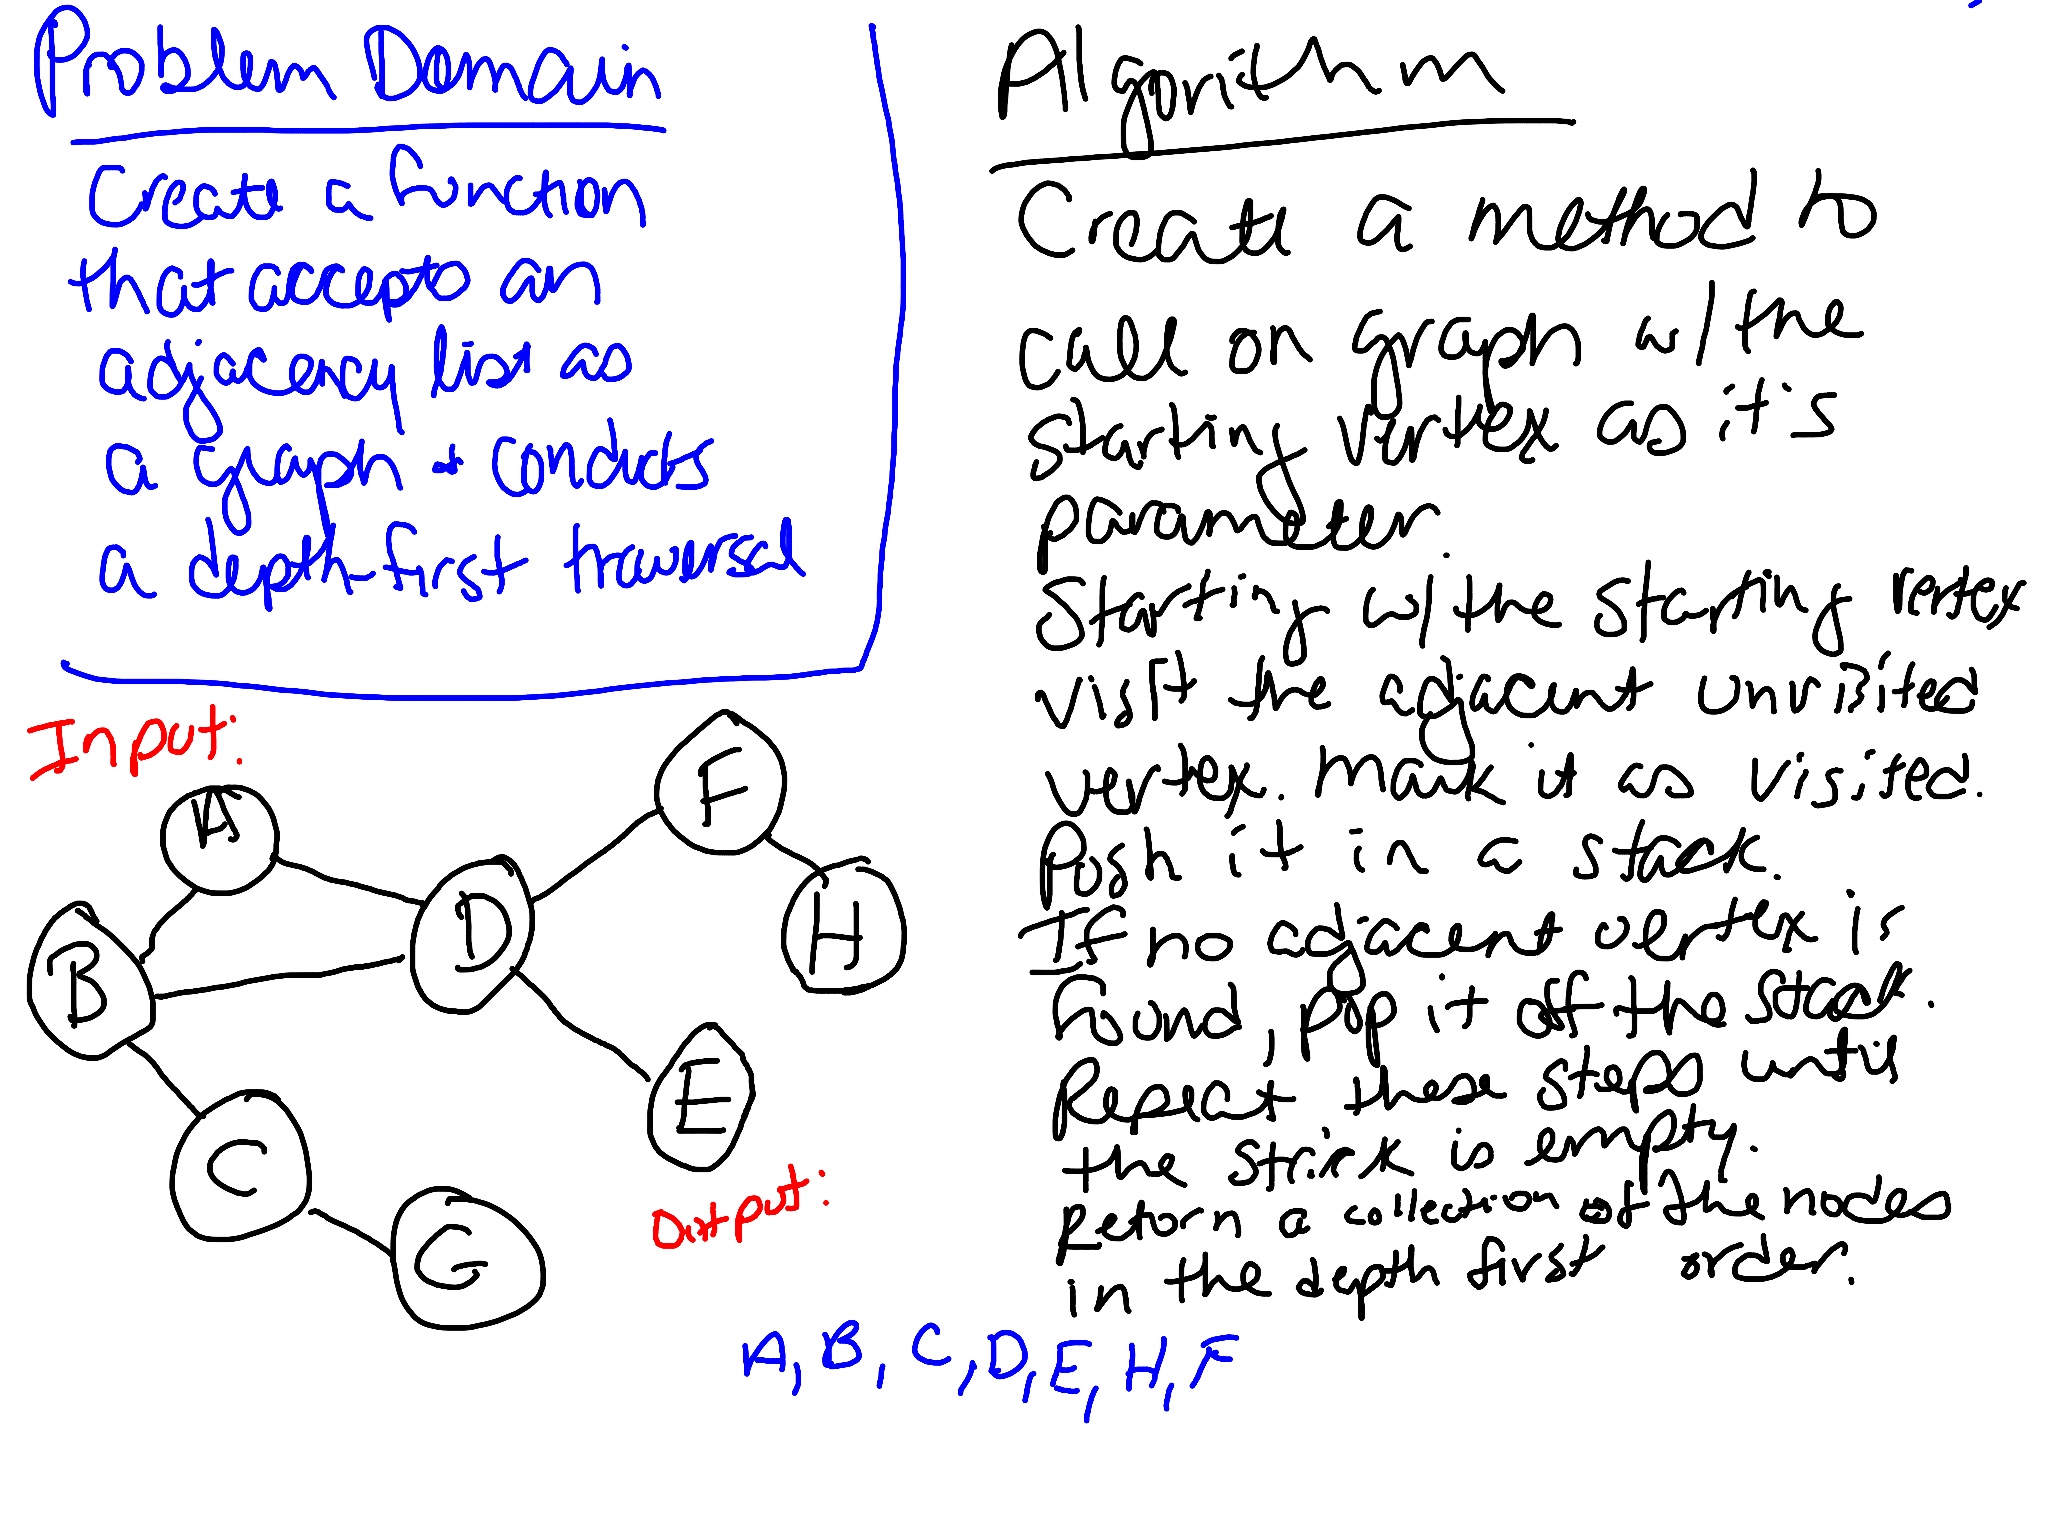 Problem Domain
Create a function
that accepts an
adjacency list as
a graph + conducts
a depth-first traversal
Input:
A
B
C
D
E
F
G
H
Output:
A, B, C, D, E, H, F
Algorithm
Create a method to
call on graph w/ the
starting vertex as it's
parameter.
Starting w/ the starting vertex
visit the adjacent unvisited
vertex. Mark it as visited.
Push it in a stack.
If no adjacent vertex is
found, pop it off the stack.
Repeat these steps until
the stack is empty.
Return a collection of the nodes
in the depth first order.